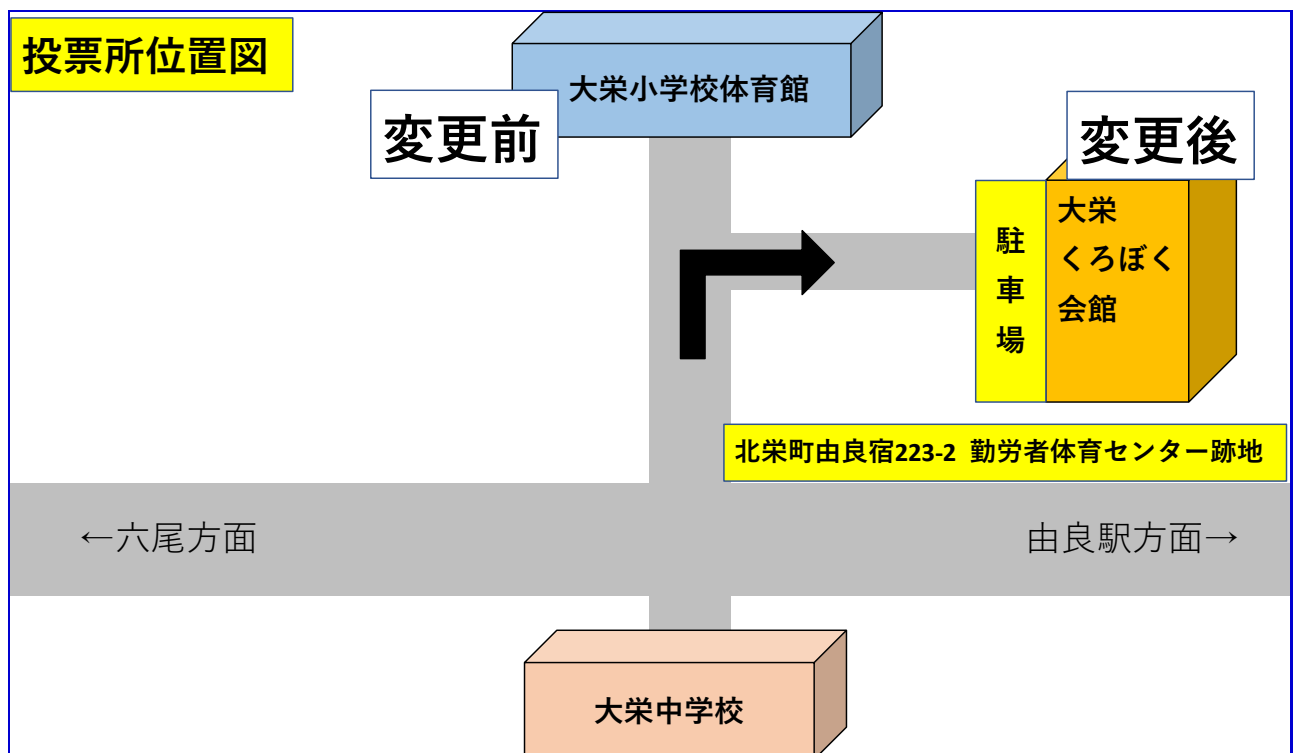 投票所位置図
大栄小学校体育館
変更前
変更後
駐車場
大栄
くろぼく
会館
北栄町由良宿223-2 勤労者体育センター跡地
←六尾方面
由良駅方面→
大栄中学校